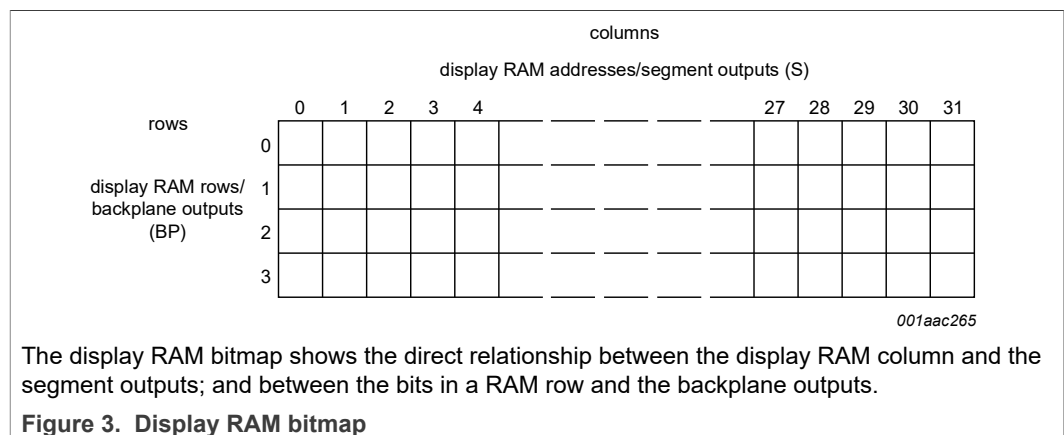 columns
display RAM addresses/segment outputs (S)
0 1 2 3 4 27 28 29 30 31
rows
0
display RAM rows/ 1
backplane outputs
(BP) 2
3
001aac265
The display RAM bitmap shows the direct relationship between the display RAM column and the
segment outputs; and between the bits in a RAM row and the backplane outputs.
Figure 3. Display RAM bitmap